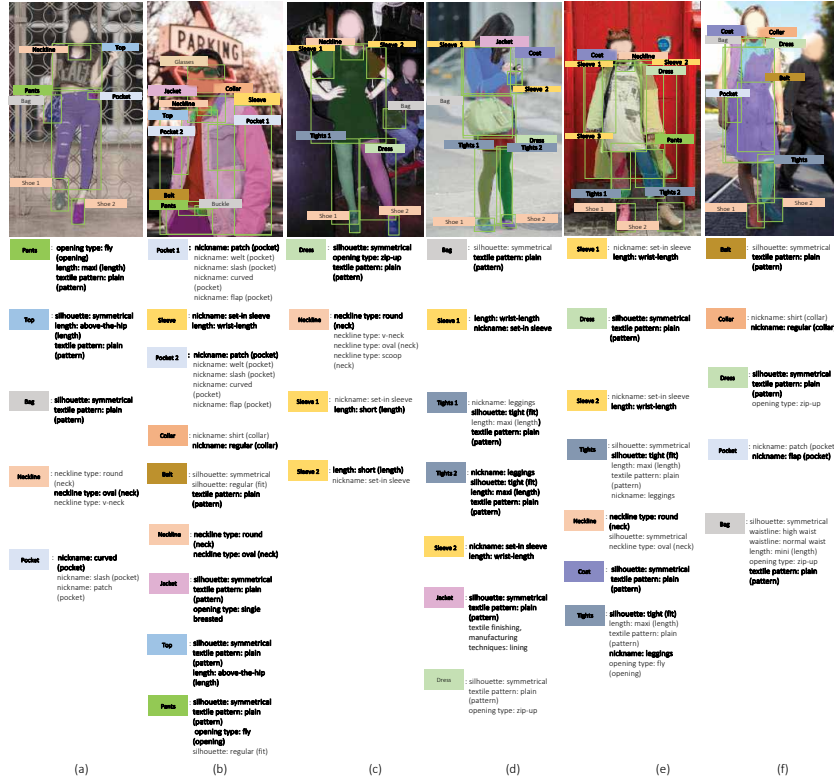 Neckline
Top
Pants
Bag
Pocket
Shoe 1
Shoe 2
PARKING
Glasses
Jacket
Collar
Neckline
Sleeve
Top
Pocket 1
Pocket 2
Belt
Pants
Buckle
Neckline
Sleeve 1
Sleeve 2
Bag
Tights 1
Dress
Shoe 1
Shoe 2
Jacket
Sleeve 1
Coat
Sleeve 2
Bag
Dress
Tights 1
Tights 2
Shoe 1
Shoe 2
Coat
Neckline
Sleeve 1
Sleeve 2
Dress
Sleeve 3
Pants
Tights 1
Tights 2
Shoe 1
Shoe 2
Coat
Collar
Bag
Dress
Belt
Pocket
Tights
Shoe 1
Shoe 2
Pants : opening type: fly
(opening)
length: maxi (length)
textile pattern: plain
(pattern)
Top : silhouette: symmetrical
length: above-the-hip
(length)
textile pattern: plain
(pattern)
Bag : silhouette: symmetrical
textile pattern: plain
(pattern)
Neckline : neckline type: round
(neck)
neckline type: oval (neck)
neckline type: v-neck
Pocket : nickname: curved
(pocket)
nickname: slash (pocket)
nickname: patch
(pocket)
(a)
Pocket 1 : nickname: patch (pocket)
nickname: welt (pocket)
nickname: slash (pocket)
nickname: curved
(pocket)
nickname: flap (pocket)
Sleeve : nickname: set-in sleeve
length: wrist-length
Pocket 2 : nickname: patch (pocket)
nickname: welt (pocket)
nickname: slash (pocket)
nickname: curved
(pocket)
nickname: flap (pocket)
Collar : nickname: shirt (collar)
nickname: regular (collar)
Belt : silhouette: symmetrical
silhouette: regular (fit)
textile pattern: plain
(pattern)
Neckline : neckline type: round
(neck)
neckline type: oval (neck)
Jacket : silhouette: symmetrical
textile pattern: plain
(pattern)
opening type: single
breasted
Top : silhouette: symmetrical
textile pattern: plain
(pattern)
length: above-the-hip
(length)
Pants : silhouette: symmetrical
textile pattern: plain
(pattern)
opening type: fly
(opening)
silhouette: regular (fit)
(b)
Dress : silhouette: symmetrical
opening type: zip-up
textile pattern: plain
(pattern)
Neckline : neckline type: round
(neck)
neckline type: v-neck
neckline type: oval (neck)
neckline type: scoop
(neck)
Sleeve 1 : nickname: set-in sleeve
length: short (length)
Sleeve 2 : length: short (length)
nickname: set-in sleeve
(c)
Bag : silhouette: symmetrical
textile pattern: plain
(pattern)
Sleeve 1 : length: wrist-length
nickname: set-in sleeve
Tights 1 : nickname: leggings
silhouette: tight (fit)
length: maxi (length)
textile pattern: plain
(pattern)
Tights 2 : nickname: leggings
silhouette: tight (fit)
length: maxi (length)
textile pattern: plain
(pattern)
Sleeve 2 : nickname: set-in sleeve
length: wrist-length
Jacket : silhouette: symmetrical
textile pattern: plain
(pattern)
textile finishing,
manufacturing
techniques: lining
Dress : silhouette: symmetrical
textile pattern: plain
(pattern)
opening type: zip-up
(d)
Sleeve 1 : nickname: set-in sleeve
length: wrist-length
Dress : silhouette: symmetrical
textile pattern: plain
(pattern)
Sleeve 2 : nickname: set-in sleeve
length: wrist-length
Tights : silhouette: symmetrical
silhouette: tight (fit)
length: maxi (length)
textile pattern: plain
(pattern)
nickname: leggings
Neckline : neckline type: round
(neck)
silhouette: symmetrical
neckline type: oval (neck)
Coat : silhouette: symmetrical
textile pattern: plain
(pattern)
Tights : silhouette: tight (fit)
length: maxi (length)
textile pattern: plain
(pattern)
nickname: leggings
opening type: fly
(opening)
(e)
Belt : silhouette: symmetrical
textile pattern: plain
(pattern)
Collar : nickname: shirt (collar)
nickname: regular (collar)
Dress : silhouette: symmetrical
textile pattern: plain
(pattern)
opening type: zip-up
Pocket : nickname: patch (pocket
nickname: flap (pocket)
Bag : silhouette: symmetrical
waistline: high waist
waistline: normal waist
length: mini (length)
opening type: zip-up
textile pattern: plain
(pattern)
(f)